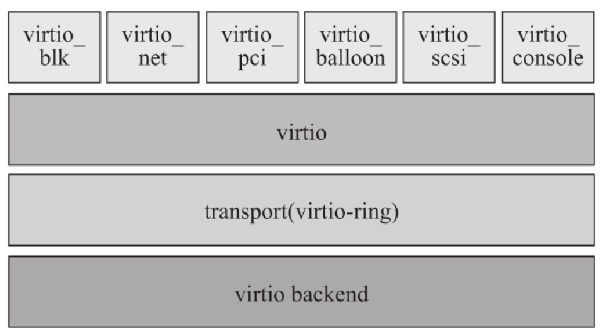 virtio_ virtio_ virtio_ virtio_ virtio_ virtio_
blk net pci balloon scsi console
virtio
transport(virtio-ring)
virtio backend